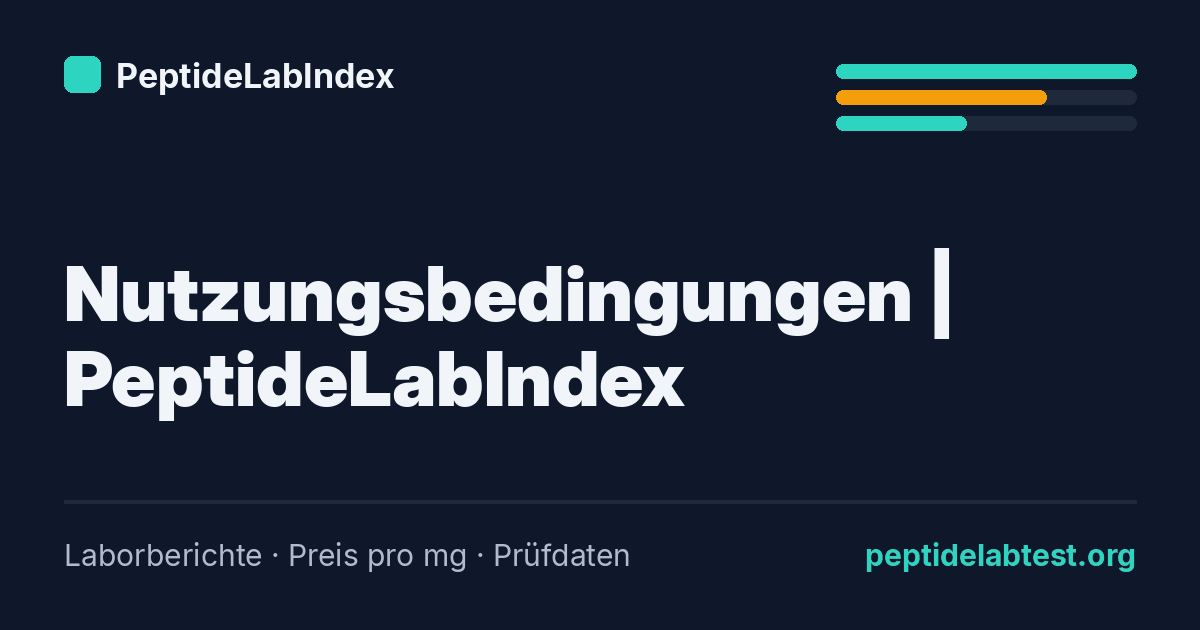 PeptideLabIndex
Nutzungsbedingungen |
PeptideLabIndex
Laborberichte · Preis pro mg · Prüfdaten
peptidelabtest.org